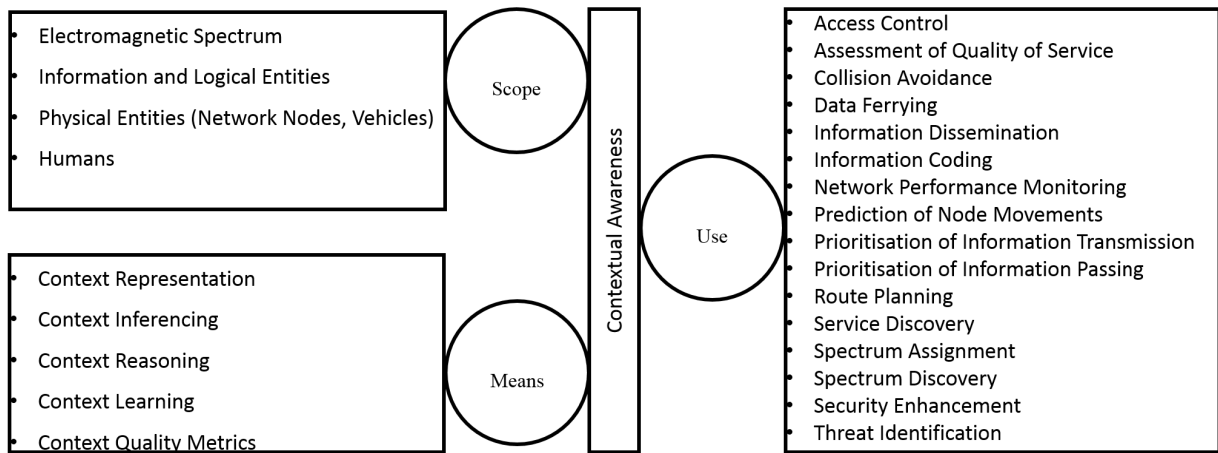 • Electromagnetic Spectrum
• Information and Logical Entities
• Physical Entities (Network Nodes, Vehicles)
• Humans
Scope
• Context Representation
• Context Inferencing
• Context Reasoning
• Context Learning
• Context Quality Metrics
Means
Contextual Awareness
Use
• Access Control
• Assessment of Quality of Service
• Collision Avoidance
• Data Ferrying
• Information Dissemination
• Information Coding
• Network Performance Monitoring
• Prediction of Node Movements
• Prioritisation of Information Transmission
• Prioritisation of Information Passing
• Route Planning
• Service Discovery
• Spectrum Assignment
• Spectrum Discovery
• Security Enhancement
• Threat Identification